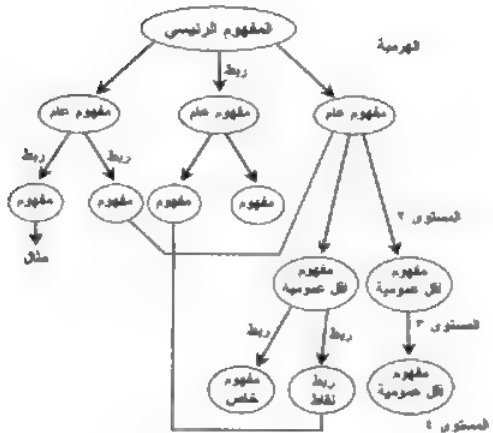 المفهوم الرئيسي
الهرمية
ربط
مفهوم عام
مفهوم عام
مفهوم عام
ربط
ربط
مفهوم
مفهوم
مفهوم
مفهوم
المستوى ٢
مثال
مفهوم
أقل عمومية
مفهوم
أقل عمومية
ربط
ربط
المستوى ٣
مفهوم
خاص
ربط
نقاط
مفهوم
أقل عمومية
المستوى ٤